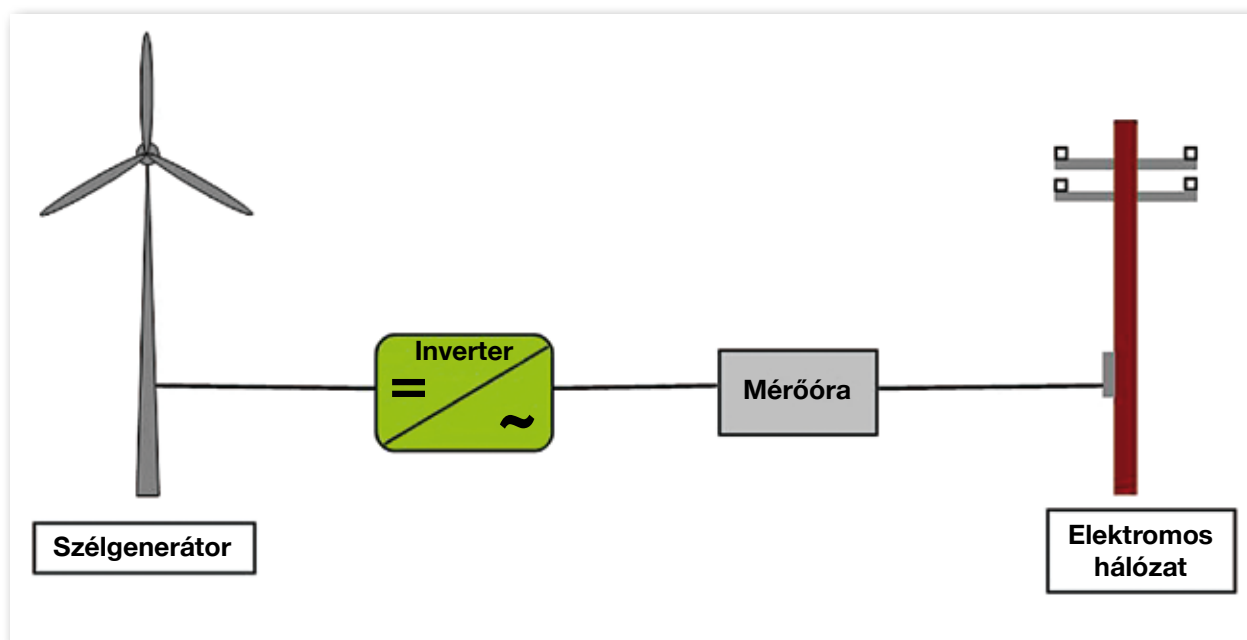 Inverter
=
~
Mérőóra
Szélgenerátor
Elektromos
hálózat